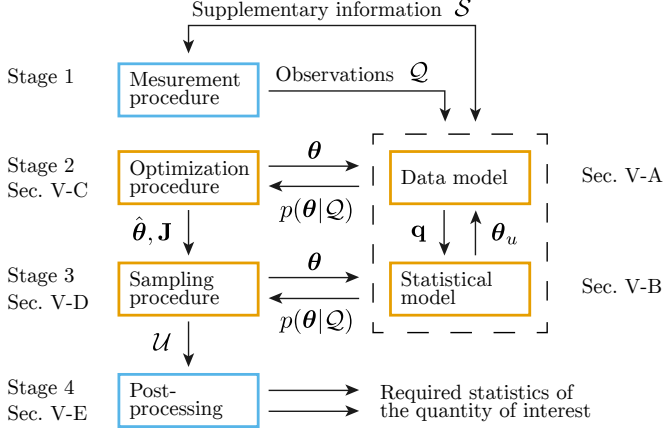 Supplementary information 𝒮
Stage 1
Mesurement
procedure
Observations 𝒬
Stage 2
Sec. V-C
Optimization
procedure
θ
p(θ|𝒬)
Data model
Sec. V-A
θ̂, J
q
θᵤ
Stage 3
Sec. V-D
Sampling
procedure
θ
p(θ|𝒬)
Statistical
model
Sec. V-B
𝒰
Stage 4
Sec. V-E
Post-
processing
Required statistics of
the quantity of interest